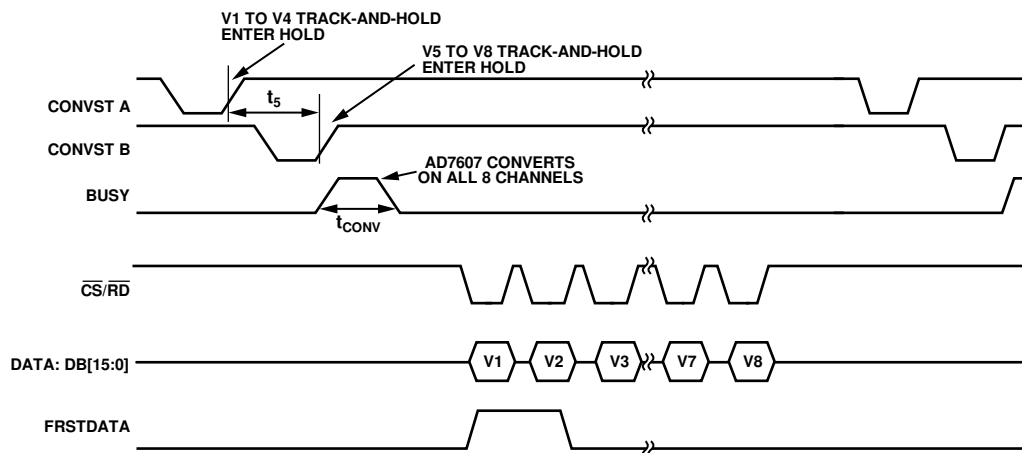 V1 TO V4 TRACK-AND-HOLD
ENTER HOLD
V5 TO V8 TRACK-AND-HOLD
ENTER HOLD
CONVST A
t5
CONVST B
AD7607 CONVERTS
ON ALL 8 CHANNELS
BUSY
tCONV
CS/RD
DATA: DB[15:0]
V1
V2
V3
V7
V8
FRSTDATA